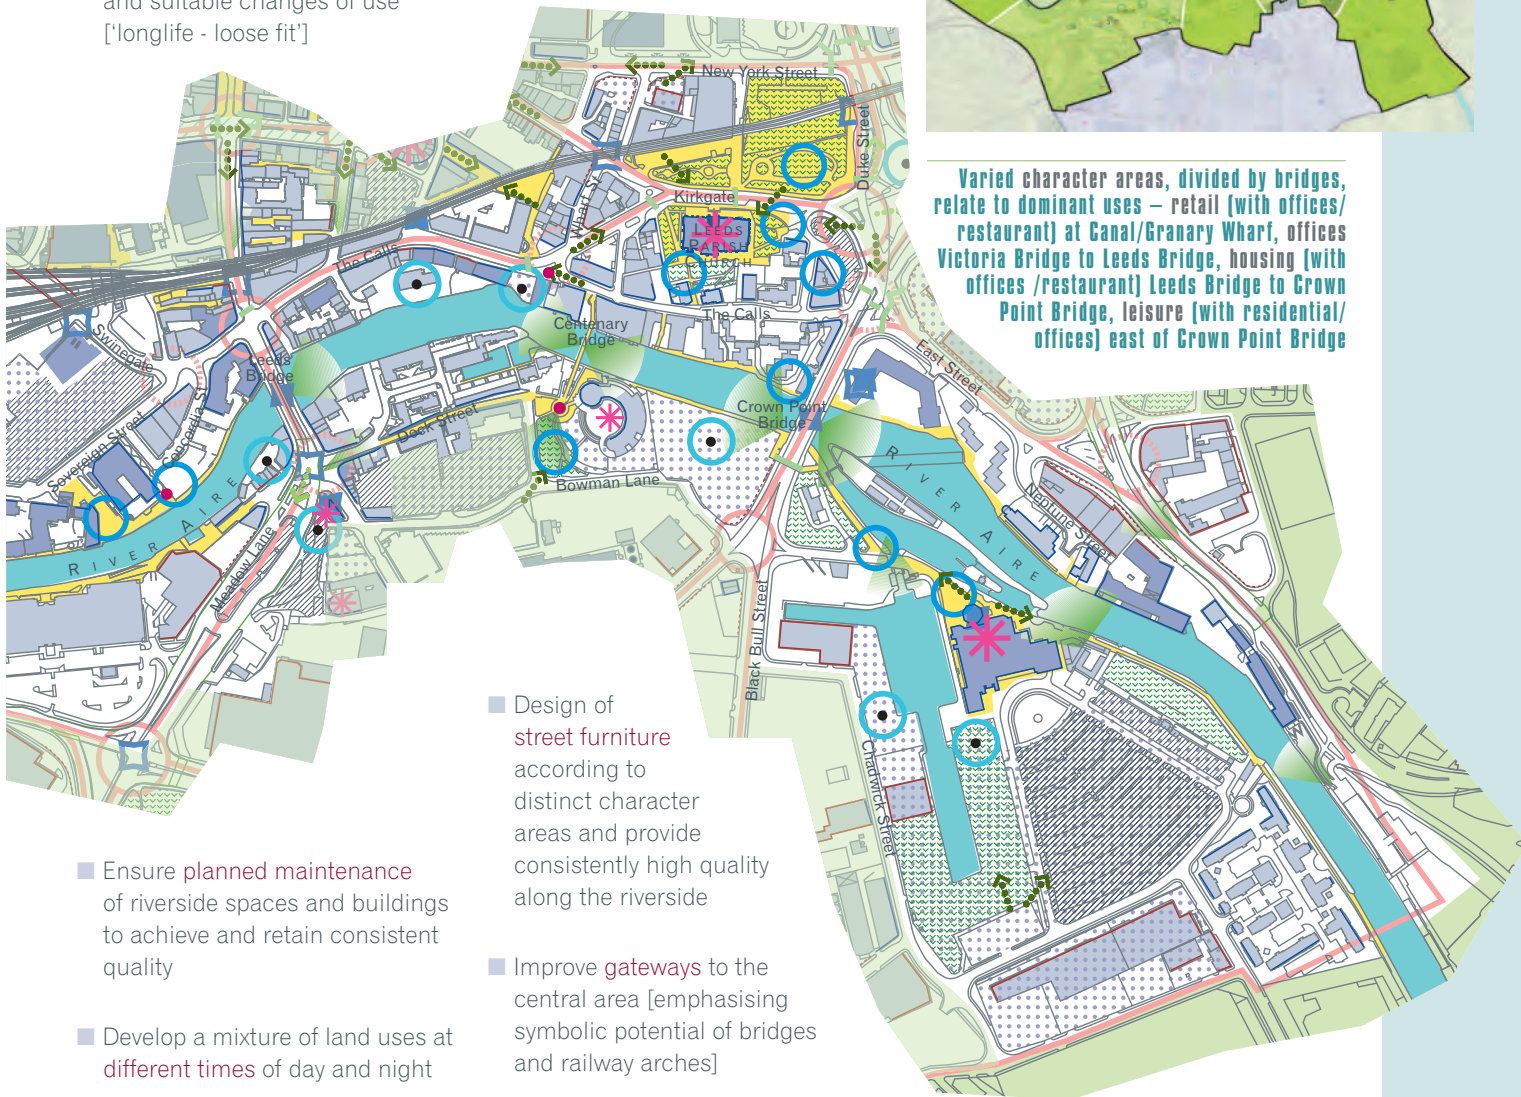 and suitable changes of use
['longlife - loose fit']
New York Street
Duke Street
Kirkgate
Wharf St
LEEDS
PARISH
CHURCH
The Calls
The Calls
Centenary
Bridge
Swinegate
Leeds
Bridge
East Street
Crown Point
Bridge
Sovereign Street
Concordia St
Dock Street
Bowman Lane
RIVER AIRE
RIVER AIRE
Neptune Street
Meadow Lane
Black Bull Street
Chadwick Street
Varied character areas, divided by bridges,
relate to dominant uses – retail (with offices/
restaurant) at Canal/Granary Wharf, offices
Victoria Bridge to Leeds Bridge, housing (with
offices /restaurant) Leeds Bridge to Crown
Point Bridge, leisure (with residential/
offices) east of Crown Point Bridge
Ensure planned maintenance
of riverside spaces and buildings
to achieve and retain consistent
quality
Develop a mixture of land uses at
different times of day and night
Design of
street furniture
according to
distinct character
areas and provide
consistently high quality
along the riverside
Improve gateways to the
central area [emphasising
symbolic potential of bridges
and railway arches]